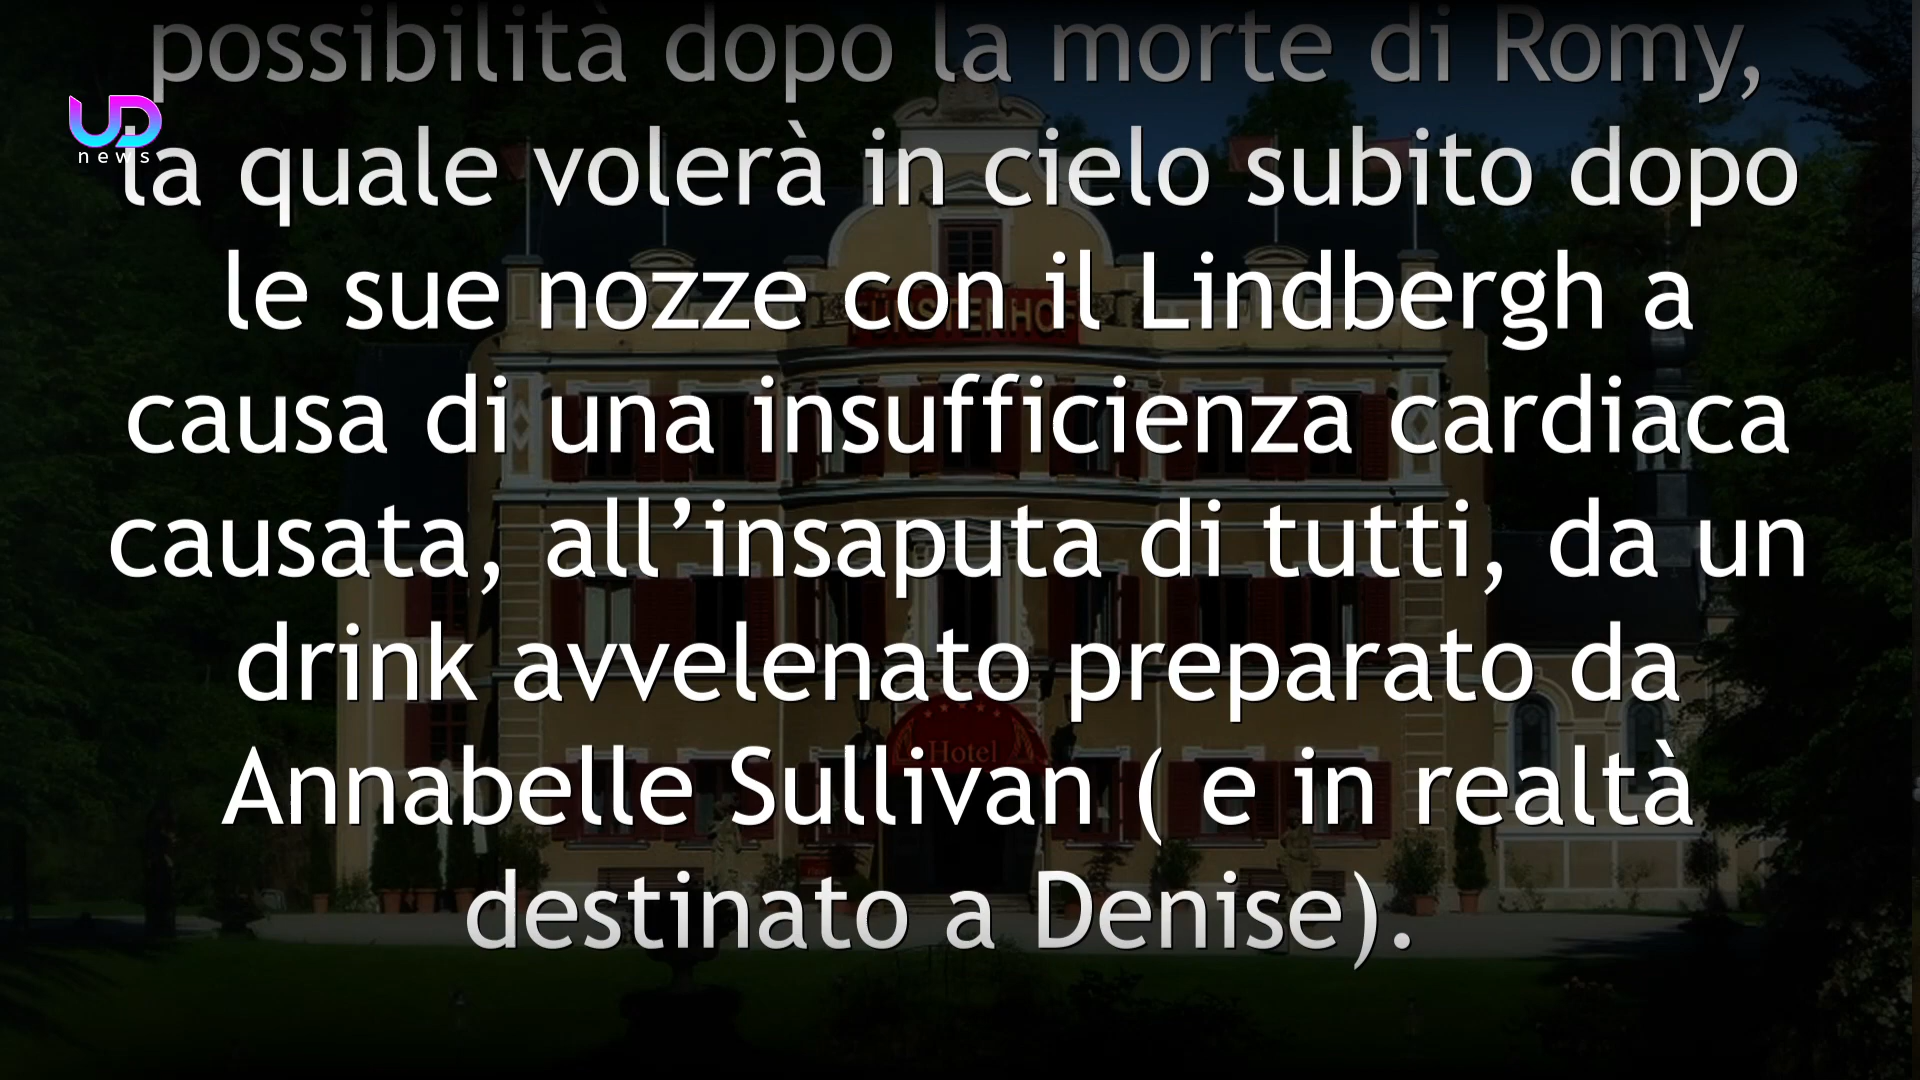 possibilità dopo la morte di Romy,
UD
news
la quale volerà in cielo subito dopo
le sue nozze con il Lindbergh a
FÜRSTENHOF
causa di una insufficienza cardiaca
causata, all’insaputa di tutti, da un
drink avvelenato preparato da
Hotel
Annabelle Sullivan ( e in realtà
destinato a Denise).